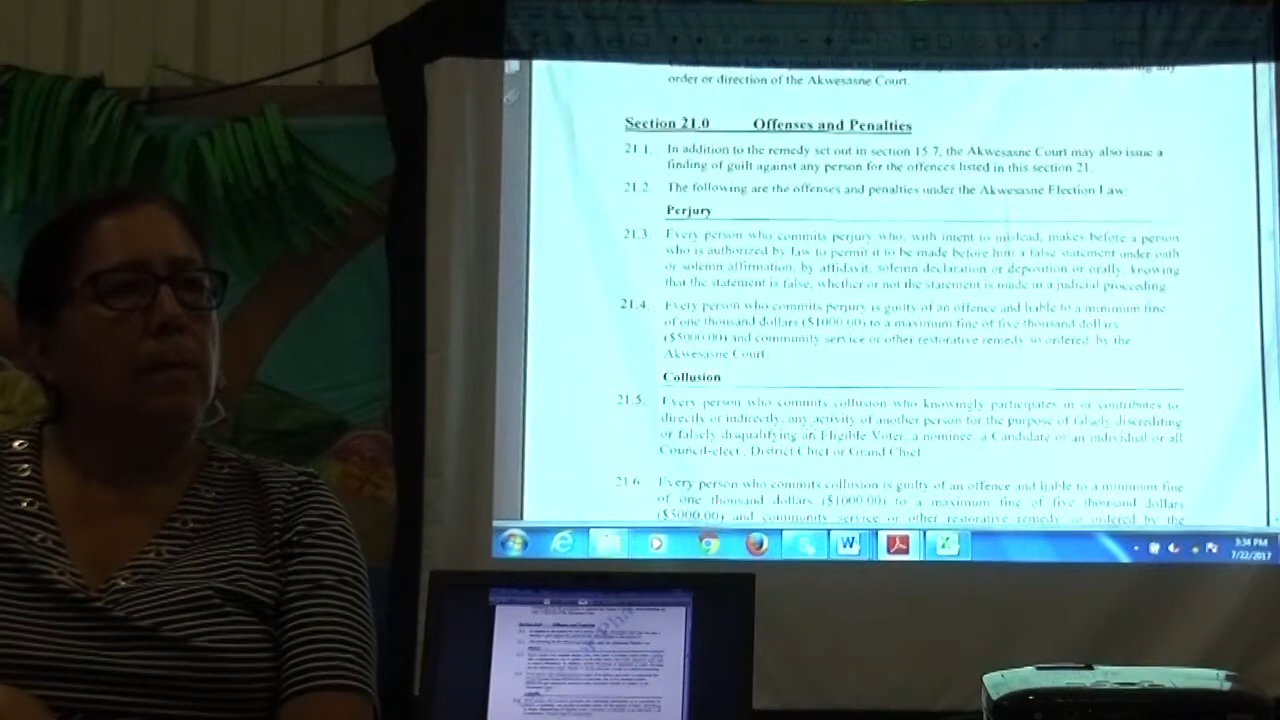 order or direction of the Akwesasne Court.
Section 21.0 Offenses and Penalties
21.1. In addition to the remedy set out in section 15.7, the Akwesasne Court may also issue a
finding of guilt against any person for the offences listed in this section 21.
21.2. The following are the offenses and penalties under the Akwesasne Election Law:
Perjury
21.3. Every person who commits perjury who, with intent to mislead, makes before a person
who is authorized by law to permit it to be made before him a false statement under oath
or solemn affirmation, by affidavit, solemn declaration or deposition or orally, knowing
that the statement is false, whether or not the statement is made in a judicial proceeding.
21.4. Every person who commits perjury is guilty of an offence and liable to a minimum fine
of one thousand dollars ($1000.00) to a maximum fine of five thousand dollars
($5000.00) and community service or other restorative remedy so ordered by the
Akwesasne Court.
Collusion
21.5. Every person who commits collusion who knowingly participates in or contributes to,
directly or indirectly, any activity of another person for the purpose of falsely discrediting
or falsely disqualifying an Eligible Voter, a nominee, a Candidate or an individual or all
Council-elect, District Chief or Grand Chief.
21.6. Every person who commits collusion is guilty of an offence and liable to a minimum fine
of one thousand dollars ($1000.00) to a maximum fine of five thousand dollars
($5000.00) and community service or other restorative remedy so ordered by the
3:34 PM
7/22/2017